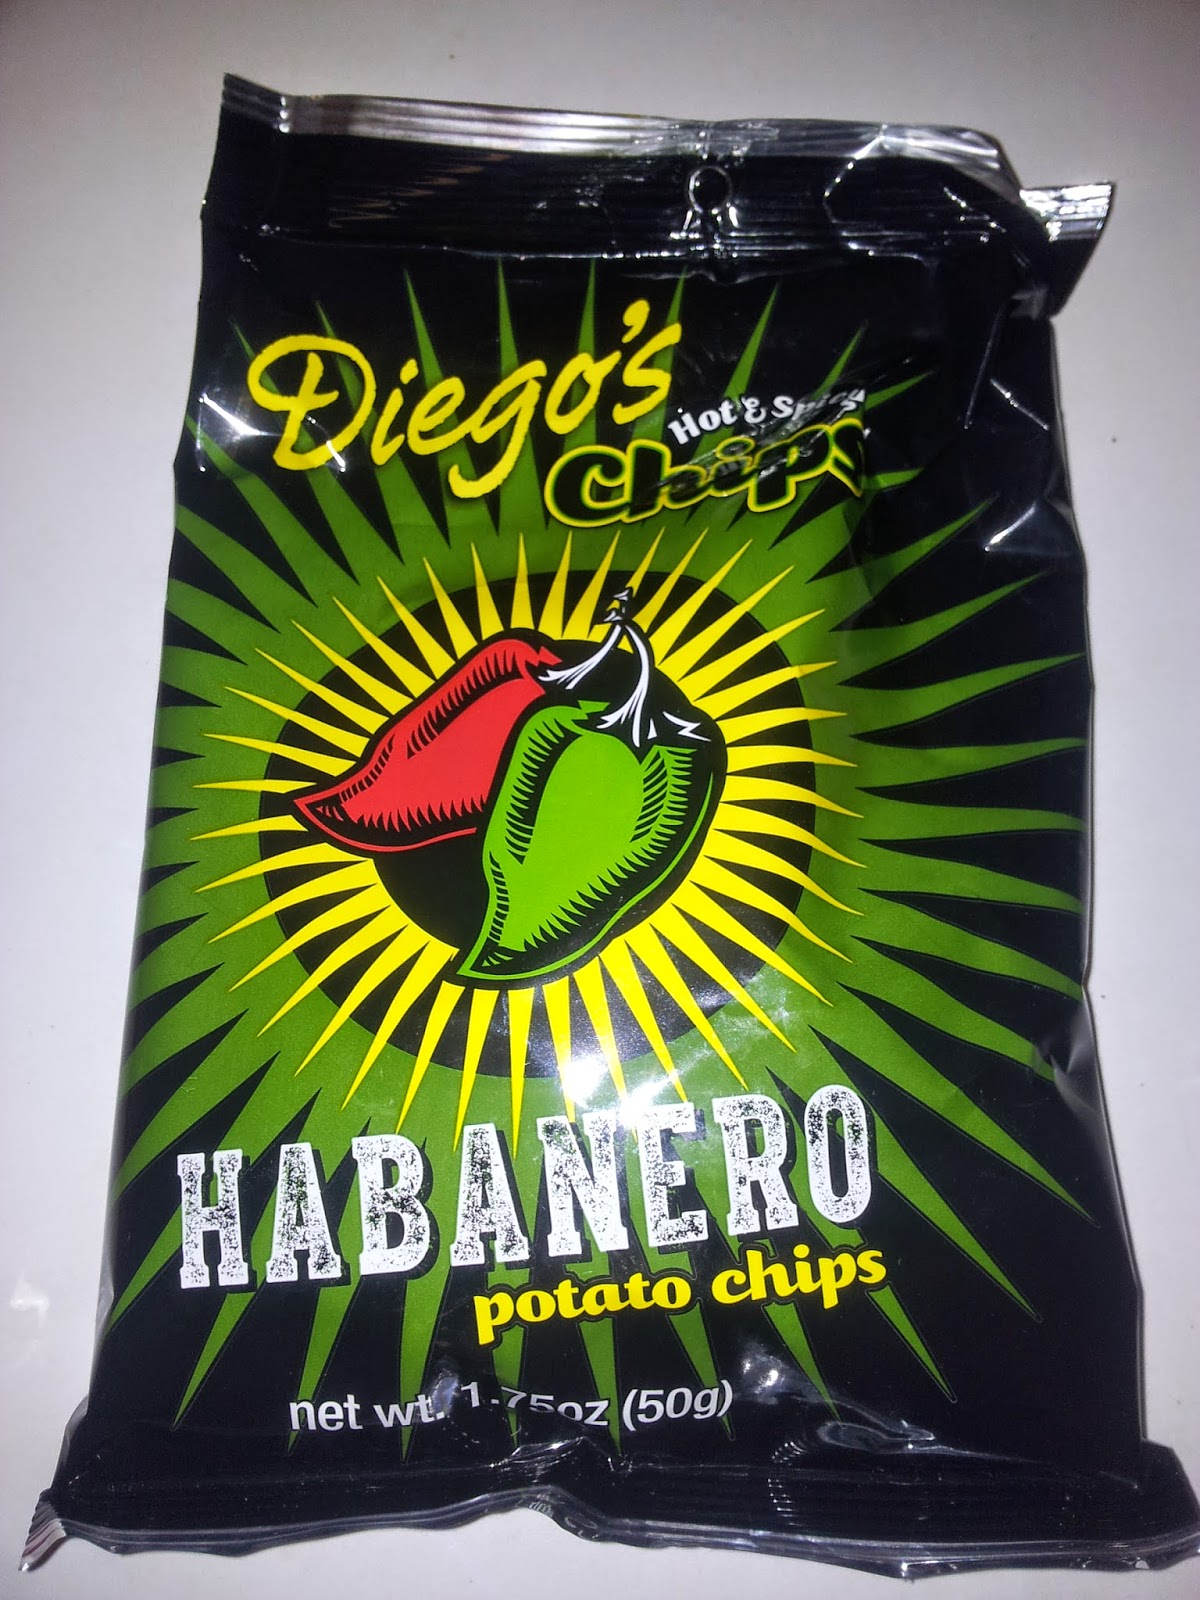 Diego's
Hot & Spicy
Chips
HABANERO
potato chips
net wt. 1.75oz (50g)